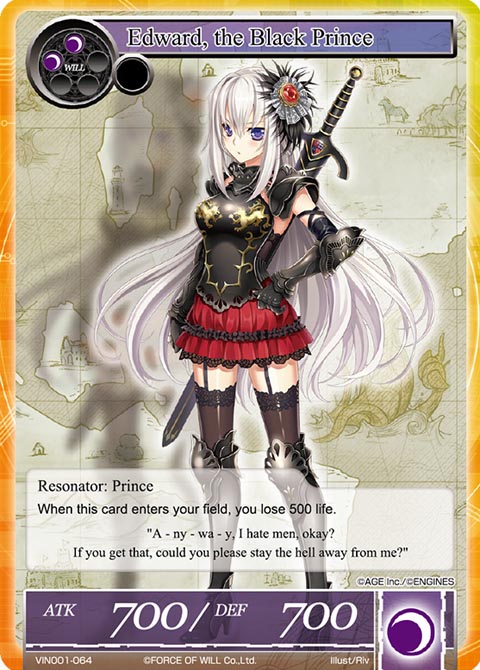 Edward, the Black Prince
WILL
Resonator: Prince
When this card enters your field, you lose 500 life.
"A - ny - wa - y, I hate men, okay?
If you get that, could you please stay the hell away from me?"
©AGE Inc./©ENGINES
ATK 700 / DEF 700
VIN001-064 ©FORCE OF WILL Co.,Ltd. Illust/Riv